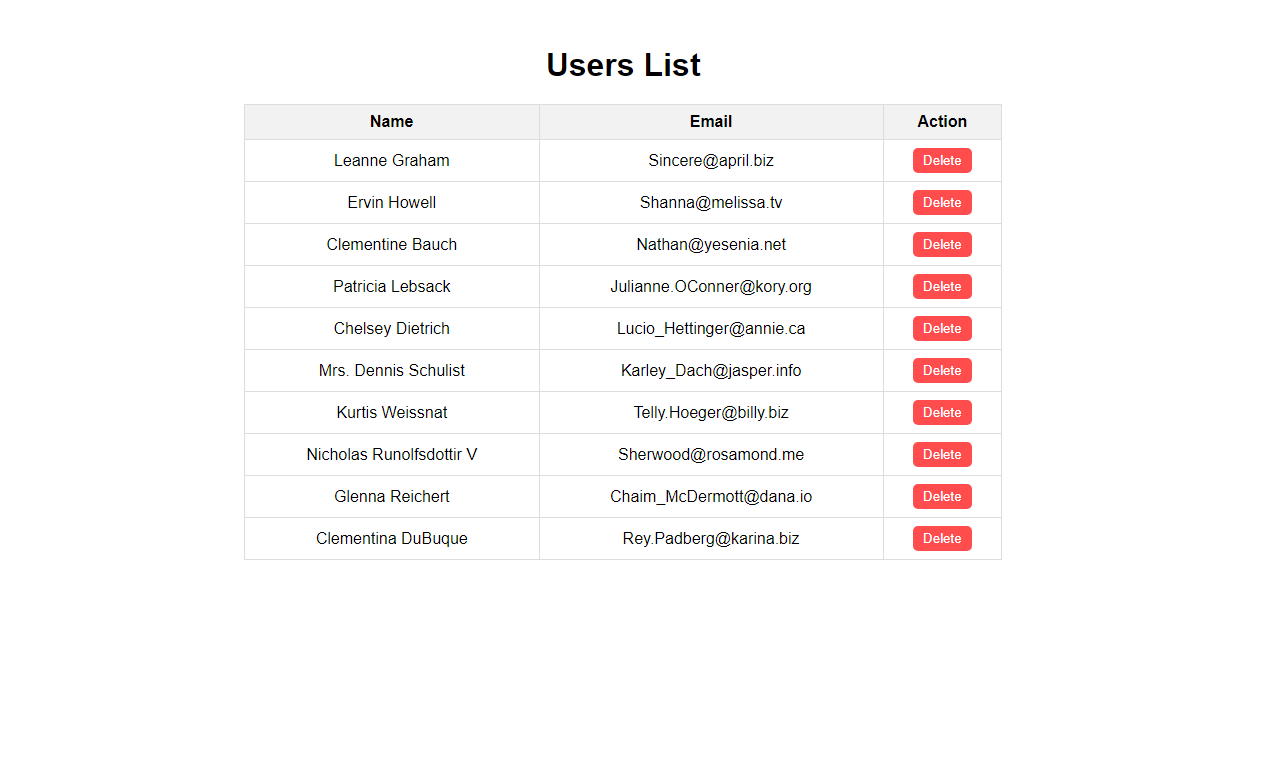 Users List
Name Email Action
Leanne Graham Sincere@april.biz Delete
Ervin Howell Shanna@melissa.tv Delete
Clementine Bauch Nathan@yesenia.net Delete
Patricia Lebsack Julianne.OConner@kory.org Delete
Chelsey Dietrich Lucio_Hettinger@annie.ca Delete
Mrs. Dennis Schulist Karley_Dach@jasper.info Delete
Kurtis Weissnat Telly.Hoeger@billy.biz Delete
Nicholas Runolfsdottir V Sherwood@rosamond.me Delete
Glenna Reichert Chaim_McDermott@dana.io Delete
Clementina DuBuque Rey.Padberg@karina.biz Delete